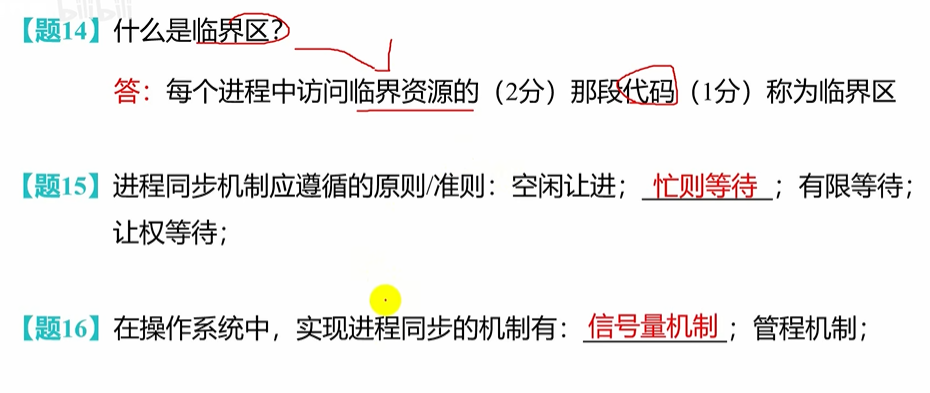 bilibili
【题14】什么是临界区?
答：每个进程中访问临界资源的（2分）那段代码（1分）称为临界区
【题15】进程同步机制应遵循的原则/准则：空闲让进；忙则等待；有限等待；
让权等待；
【题16】在操作系统中，实现进程同步的机制有：信号量机制；管程机制；